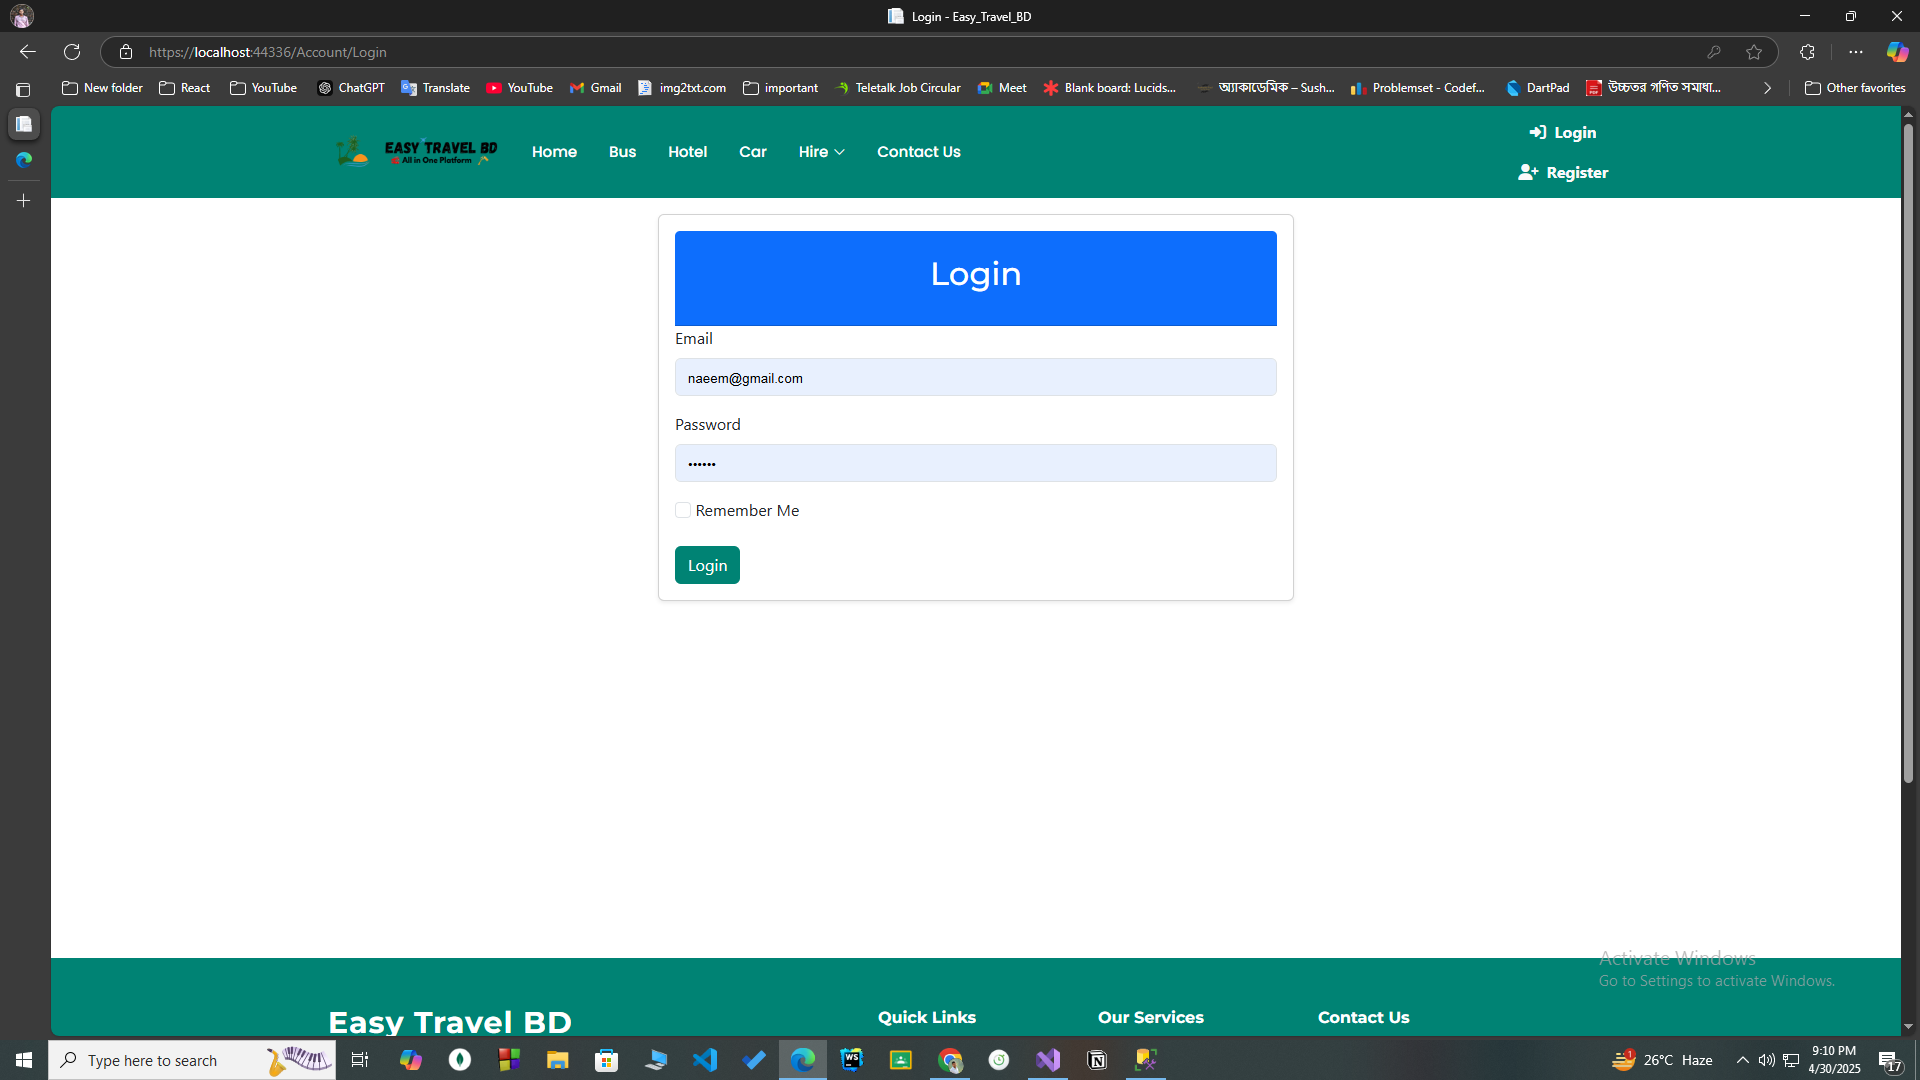 Login - Easy_Travel_BD
https://localhost:44336/Account/Login
New folder
React
YouTube
ChatGPT
Translate
YouTube
Gmail
img2txt.com
important
Teletalk Job Circular
Meet
Blank board: Lucids...
অ্যাকাডেমিক – Sush...
Problemset - Codef...
DartPad
উচ্চতর গণিত সমাধা...
Other favorites
EASY TRAVEL BD
All in One Platform
Home
Bus
Hotel
Car
Hire
Contact Us
Login
Register
Login
Email
naeem@gmail.com
Password
••••••
Remember Me
Login
Activate Windows
Go to Settings to activate Windows.
Easy Travel BD
Quick Links
Our Services
Contact Us
Type here to search
WS
1
26°C Haze
9:10 PM
4/30/2025
17